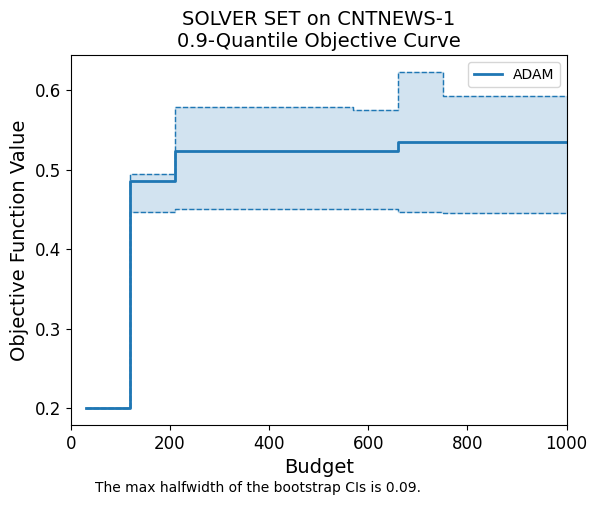 SOLVER SET on CNTNEWS-1
0.9-Quantile Objective Curve
ADAM
Objective Function Value
0.6
0.5
0.4
0.3
0.2
0 200 400 600 800 1000
Budget
The max halfwidth of the bootstrap CIs is 0.09.